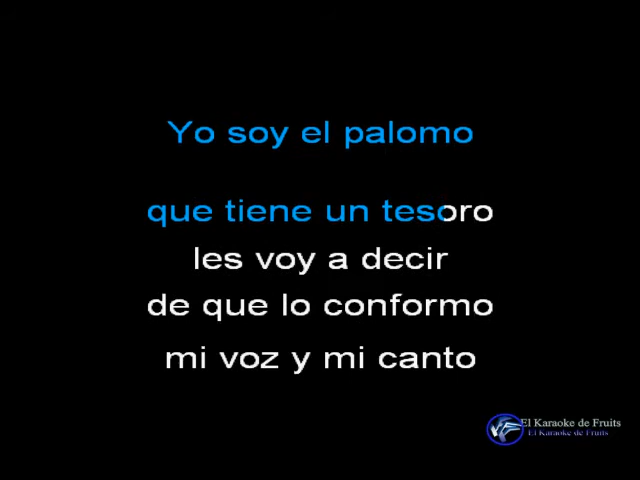 Yo soy el palomo
que tiene un tesoro
les voy a decir
de que lo conformo
mi voz y mi canto
El Karaoke de Fruits
El Karaoke de Fruits